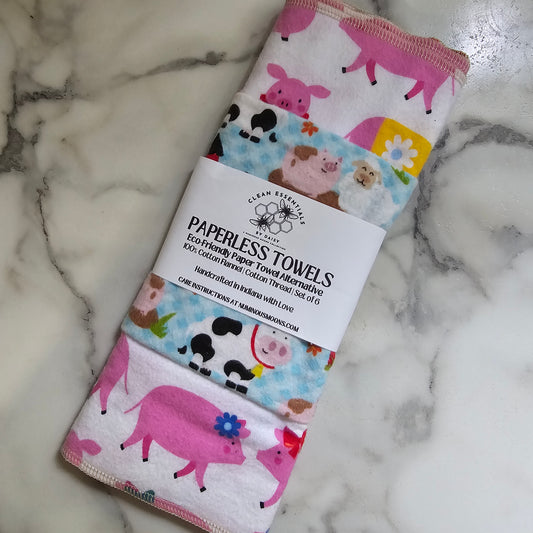 CLEAN ESSENTIALS
BY DAISY
PAPERLESS TOWELS
Eco-Friendly Paper Towel Alternative
100% Cotton Flannel | Cotton Thread | Set of 6
Handcrafted in Indiana with Love
CARE INSTRUCTIONS AT NUMINOUSMOONS.COM